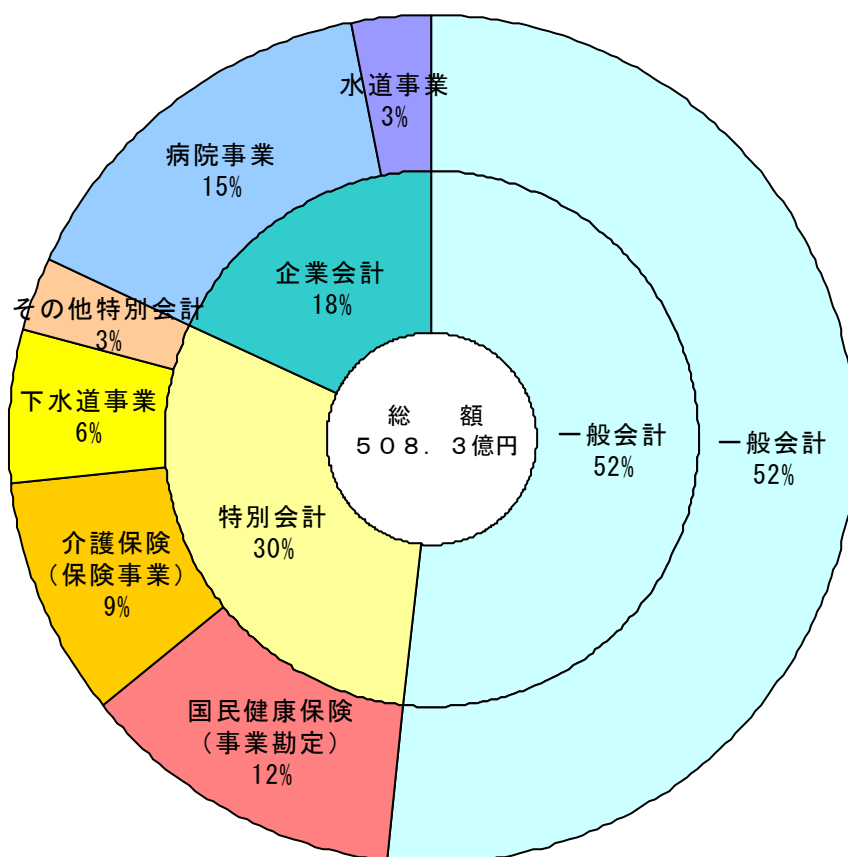 水道事業
3%
病院事業
15%
企業会計
18%
その他特別会計
3%
下水道事業
6%
総　額
５０８．３億円
一般会計
52%
一般会計
52%
特別会計
30%
介護保険
（保険事業）
9%
国民健康保険
（事業勘定）
12%